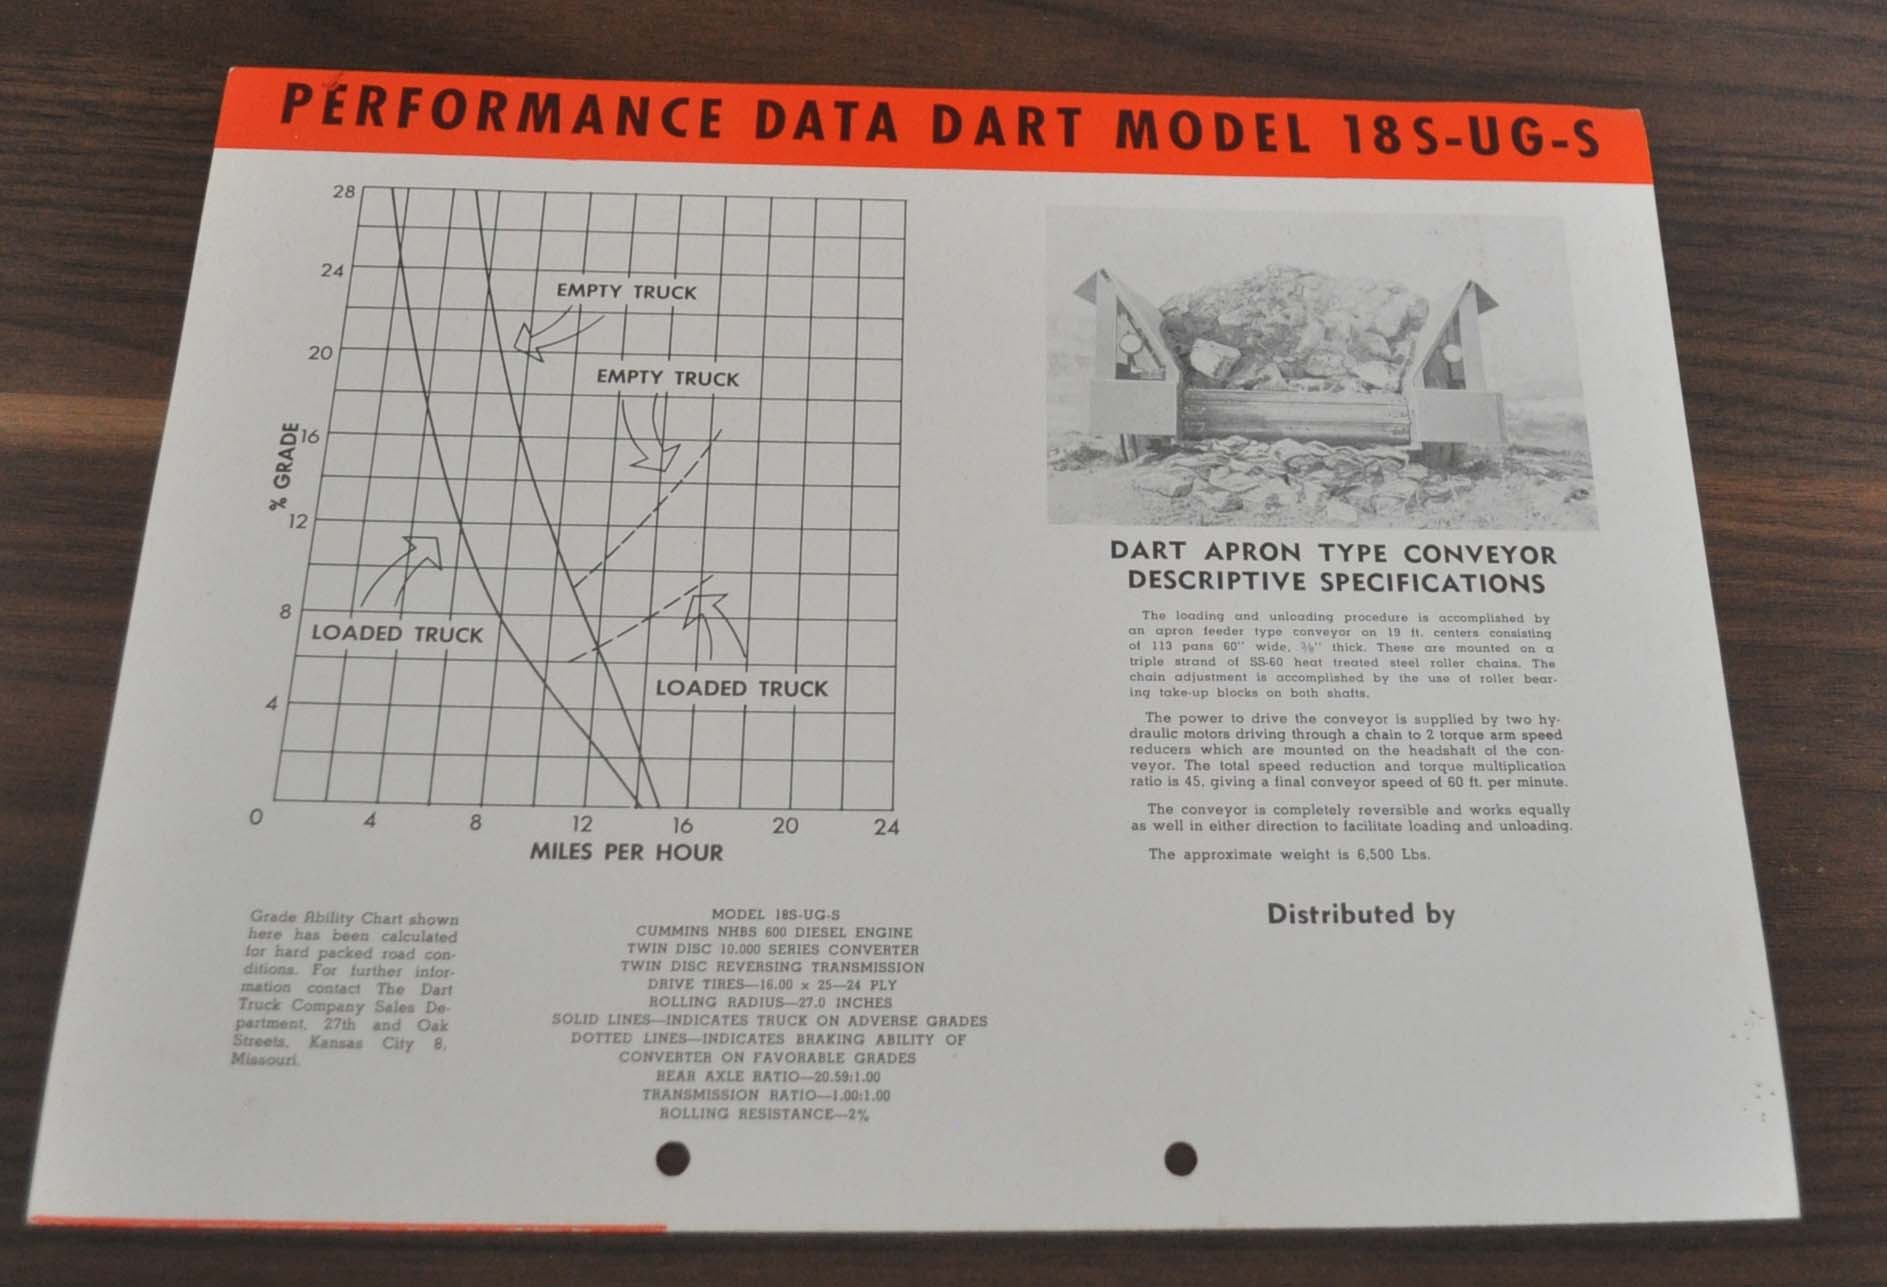 PERFORMANCE DATA DART MODEL 18S-UG-S
28
24
20
16
12
8
4
0
% GRADE
EMPTY TRUCK
EMPTY TRUCK
LOADED TRUCK
LOADED TRUCK
4 8 12 16 20 24
MILES PER HOUR
Grade Ability Chart shown
here has been calculated
for hard packed road con-
ditions. For further infor-
mation contact The Dart
Truck Company Sales De-
partment, 27th and Oak
Streets, Kansas City 8,
Missouri.
MODEL 18S-UG-S
CUMMINS NHBS 600 DIESEL ENGINE
TWIN DISC 10,000 SERIES CONVERTER
TWIN DISC REVERSING TRANSMISSION
DRIVE TIRES—16.00 x 25—24 PLY
ROLLING RADIUS—27.0 INCHES
SOLID LINES—INDICATES TRUCK ON ADVERSE GRADES
DOTTED LINES—INDICATES BRAKING ABILITY OF
CONVERTER ON FAVORABLE GRADES
REAR AXLE RATIO—20.59:1.00
TRANSMISSION RATIO—1.00:1.00
ROLLING RESISTANCE—2%
DART APRON TYPE CONVEYOR
DESCRIPTIVE SPECIFICATIONS
The loading and unloading procedure is accomplished by
an apron feeder type conveyor on 19 ft. centers consisting
of 113 pans 60" wide, thick. These are mounted on a
triple strand of SS-60 heat treated steel roller chains. The
chain adjustment is accomplished by the use of roller bear-
ing take-up blocks on both shafts.
The power to drive the conveyor is supplied by two hy-
draulic motors driving through a chain to 2 torque arm speed
reducers which are mounted on the headshaft of the con-
veyor. The total speed reduction and torque multiplication
ratio is 45, giving a final conveyor speed of 60 ft. per minute.
The conveyor is completely reversible and works equally
as well in either direction to facilitate loading and unloading.
The approximate weight is 6,500 Lbs.
Distributed by